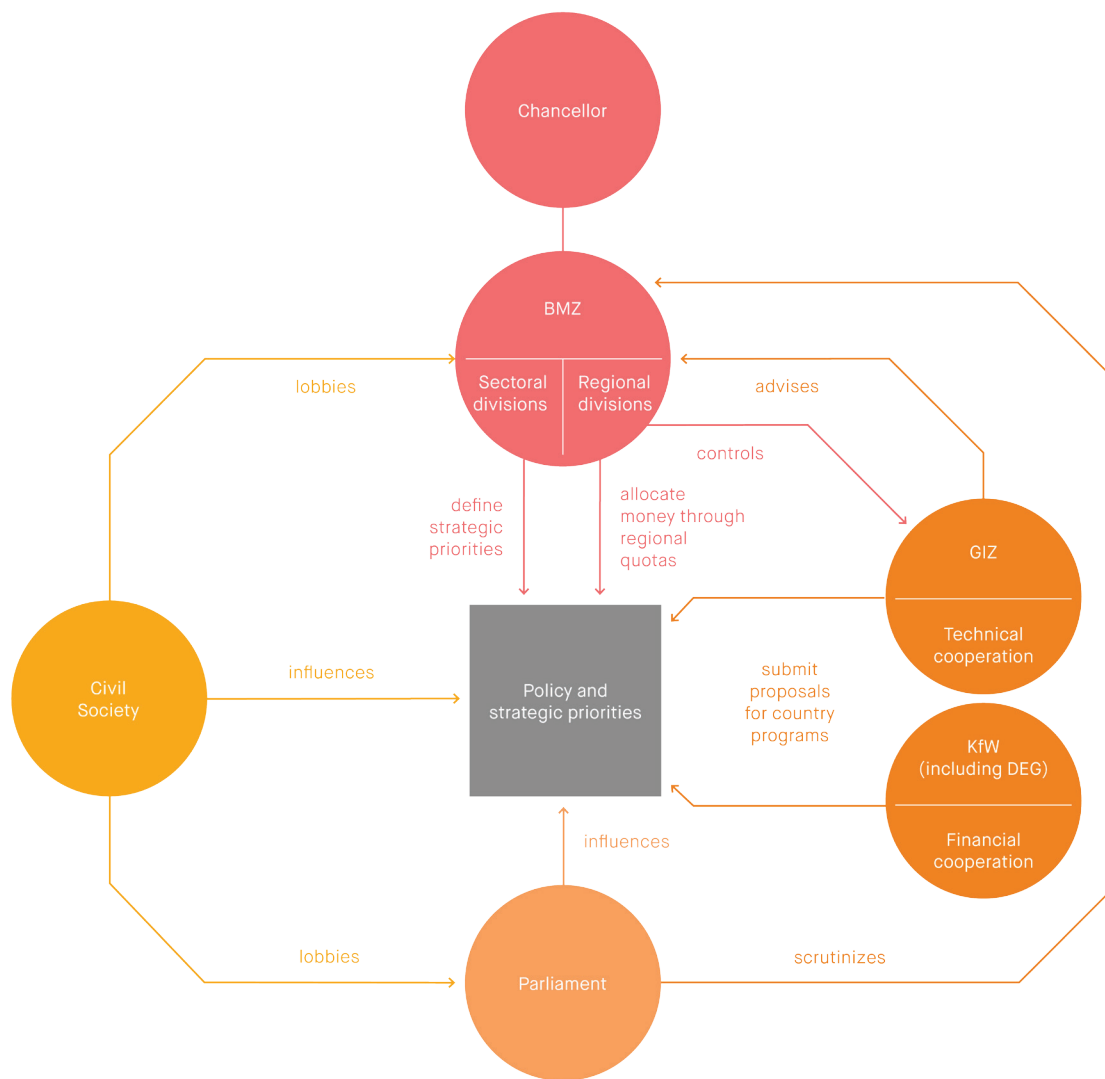 Chancellor
BMZ
Sectoral
divisions
Regional
divisions
lobbies
advises
controls
define
strategic
priorities
allocate
money through
regional
quotas
GIZ
Technical
cooperation
Civil
Society
influences
Policy and
strategic priorities
submit
proposals
for country
programs
KfW
(including DEG)
Financial
cooperation
influences
lobbies
Parliament
scrutinizes